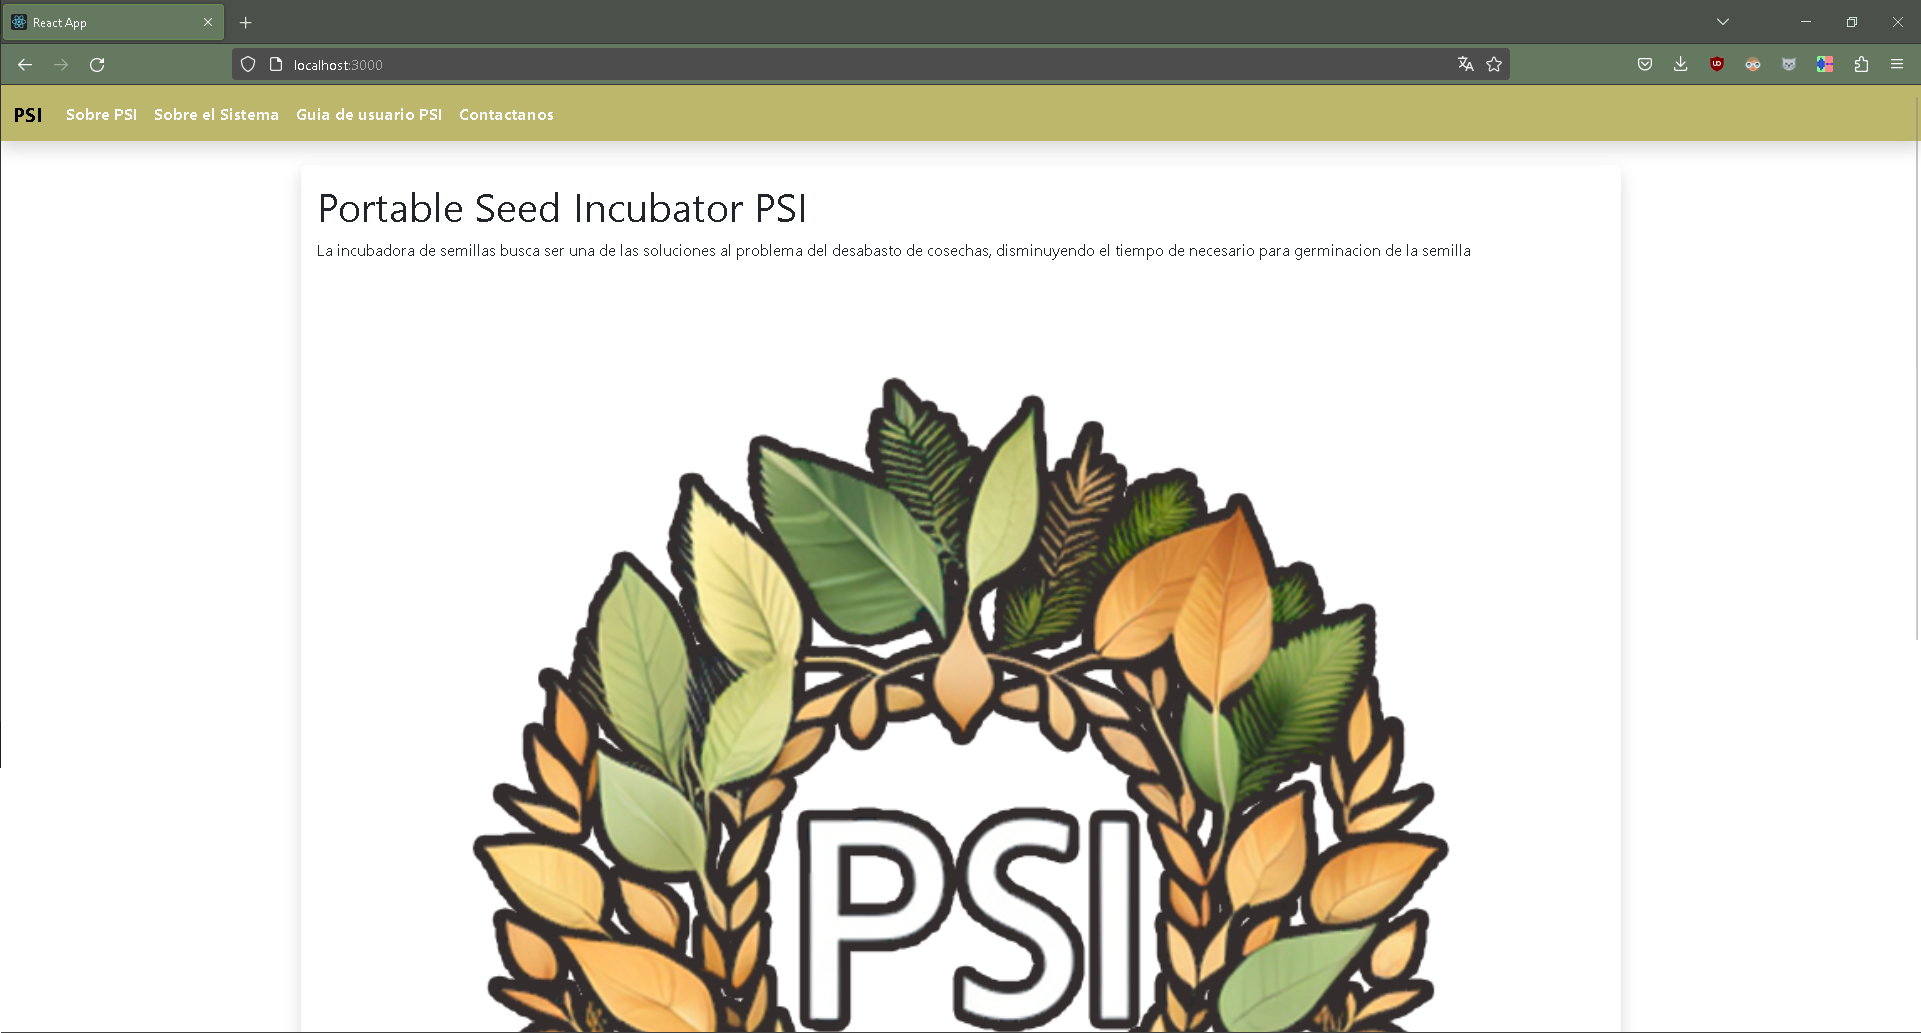 React App
localhost:3000
PSI Sobre PSI Sobre el Sistema Guia de usuario PSI Contactanos
Portable Seed Incubator PSI
La incubadora de semillas busca ser una de las soluciones al problema del desabasto de cosechas, disminuyendo el tiempo de necesario para germinacion de la semilla
PSI